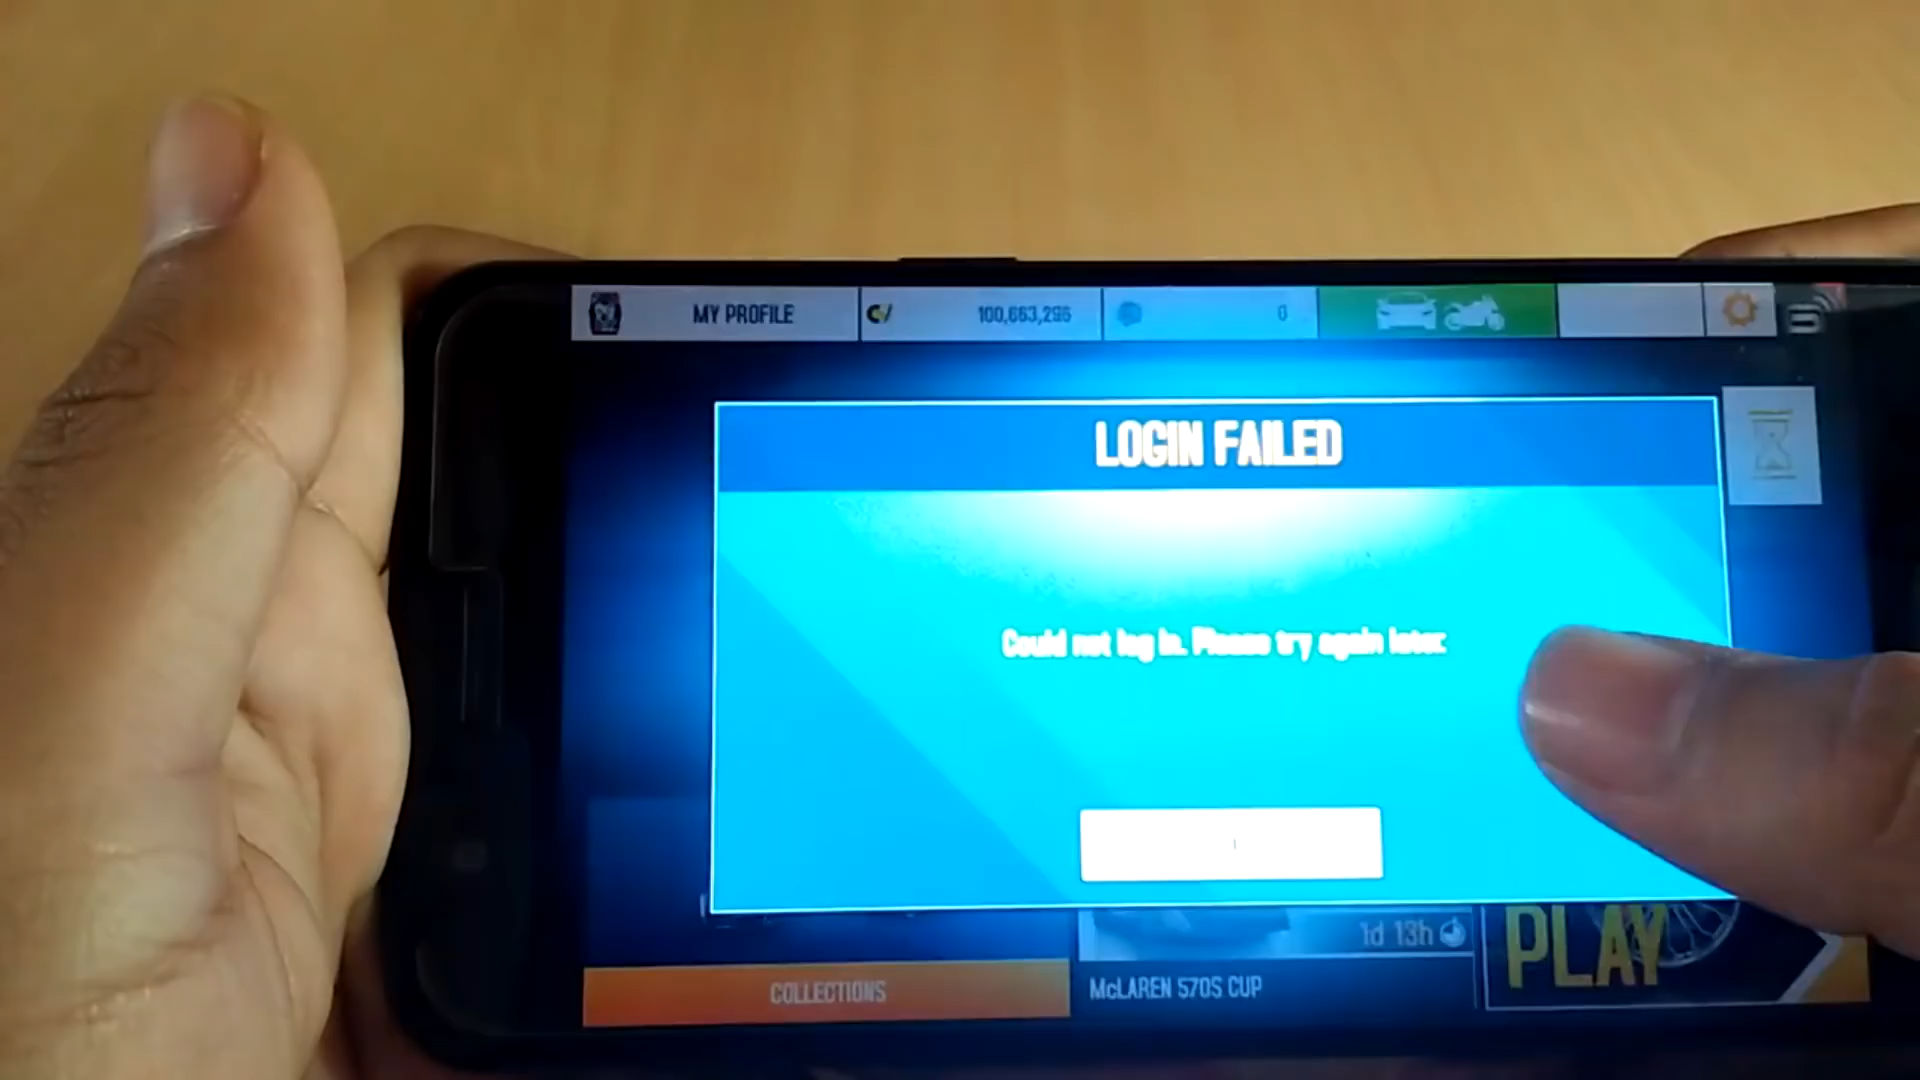 MY PROFILE
100,663,296
0
LOGIN FAILED
Could not log in. Please try again later.
1d 13h
PLAY
COLLECTIONS
McLAREN 570S CUP